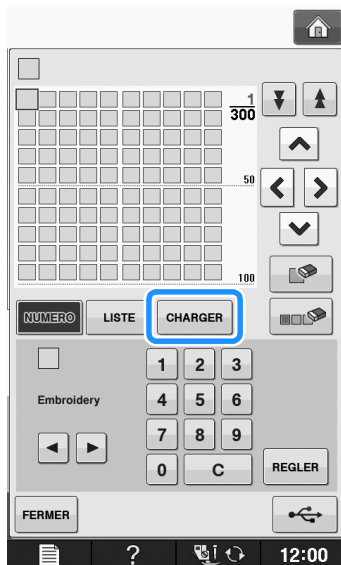 1
300
50
100
NUMERO LISTE CHARGER
1 2 3
Embroidery 4 5 6
7 8 9
0 C REGLER
FERMER
? 12:00